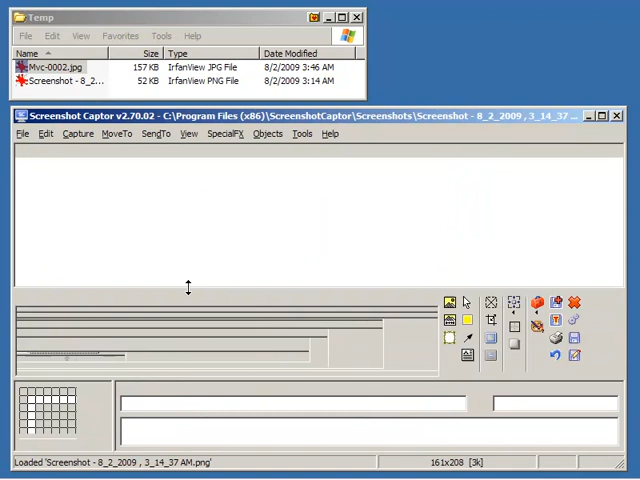 Temp
File Edit View Favorites Tools Help
Name Size Type Date Modified
Mvc-0002.jpg 157 KB IrfanView JPG File 8/2/2009 3:46 AM
Screenshot - 8_2... 52 KB IrfanView PNG File 8/2/2009 3:14 AM
Screenshot Captor v2.70.02 - C:\Program Files (x86)\ScreenshotCaptor\Screenshots\Screenshot - 8_2_2009 , 3_14_37 ...
File Edit Capture MoveTo SendTo View SpecialFX Objects Tools Help
Loaded 'Screenshot - 8_2_2009 , 3_14_37 AM.png' 161x208 [3k]